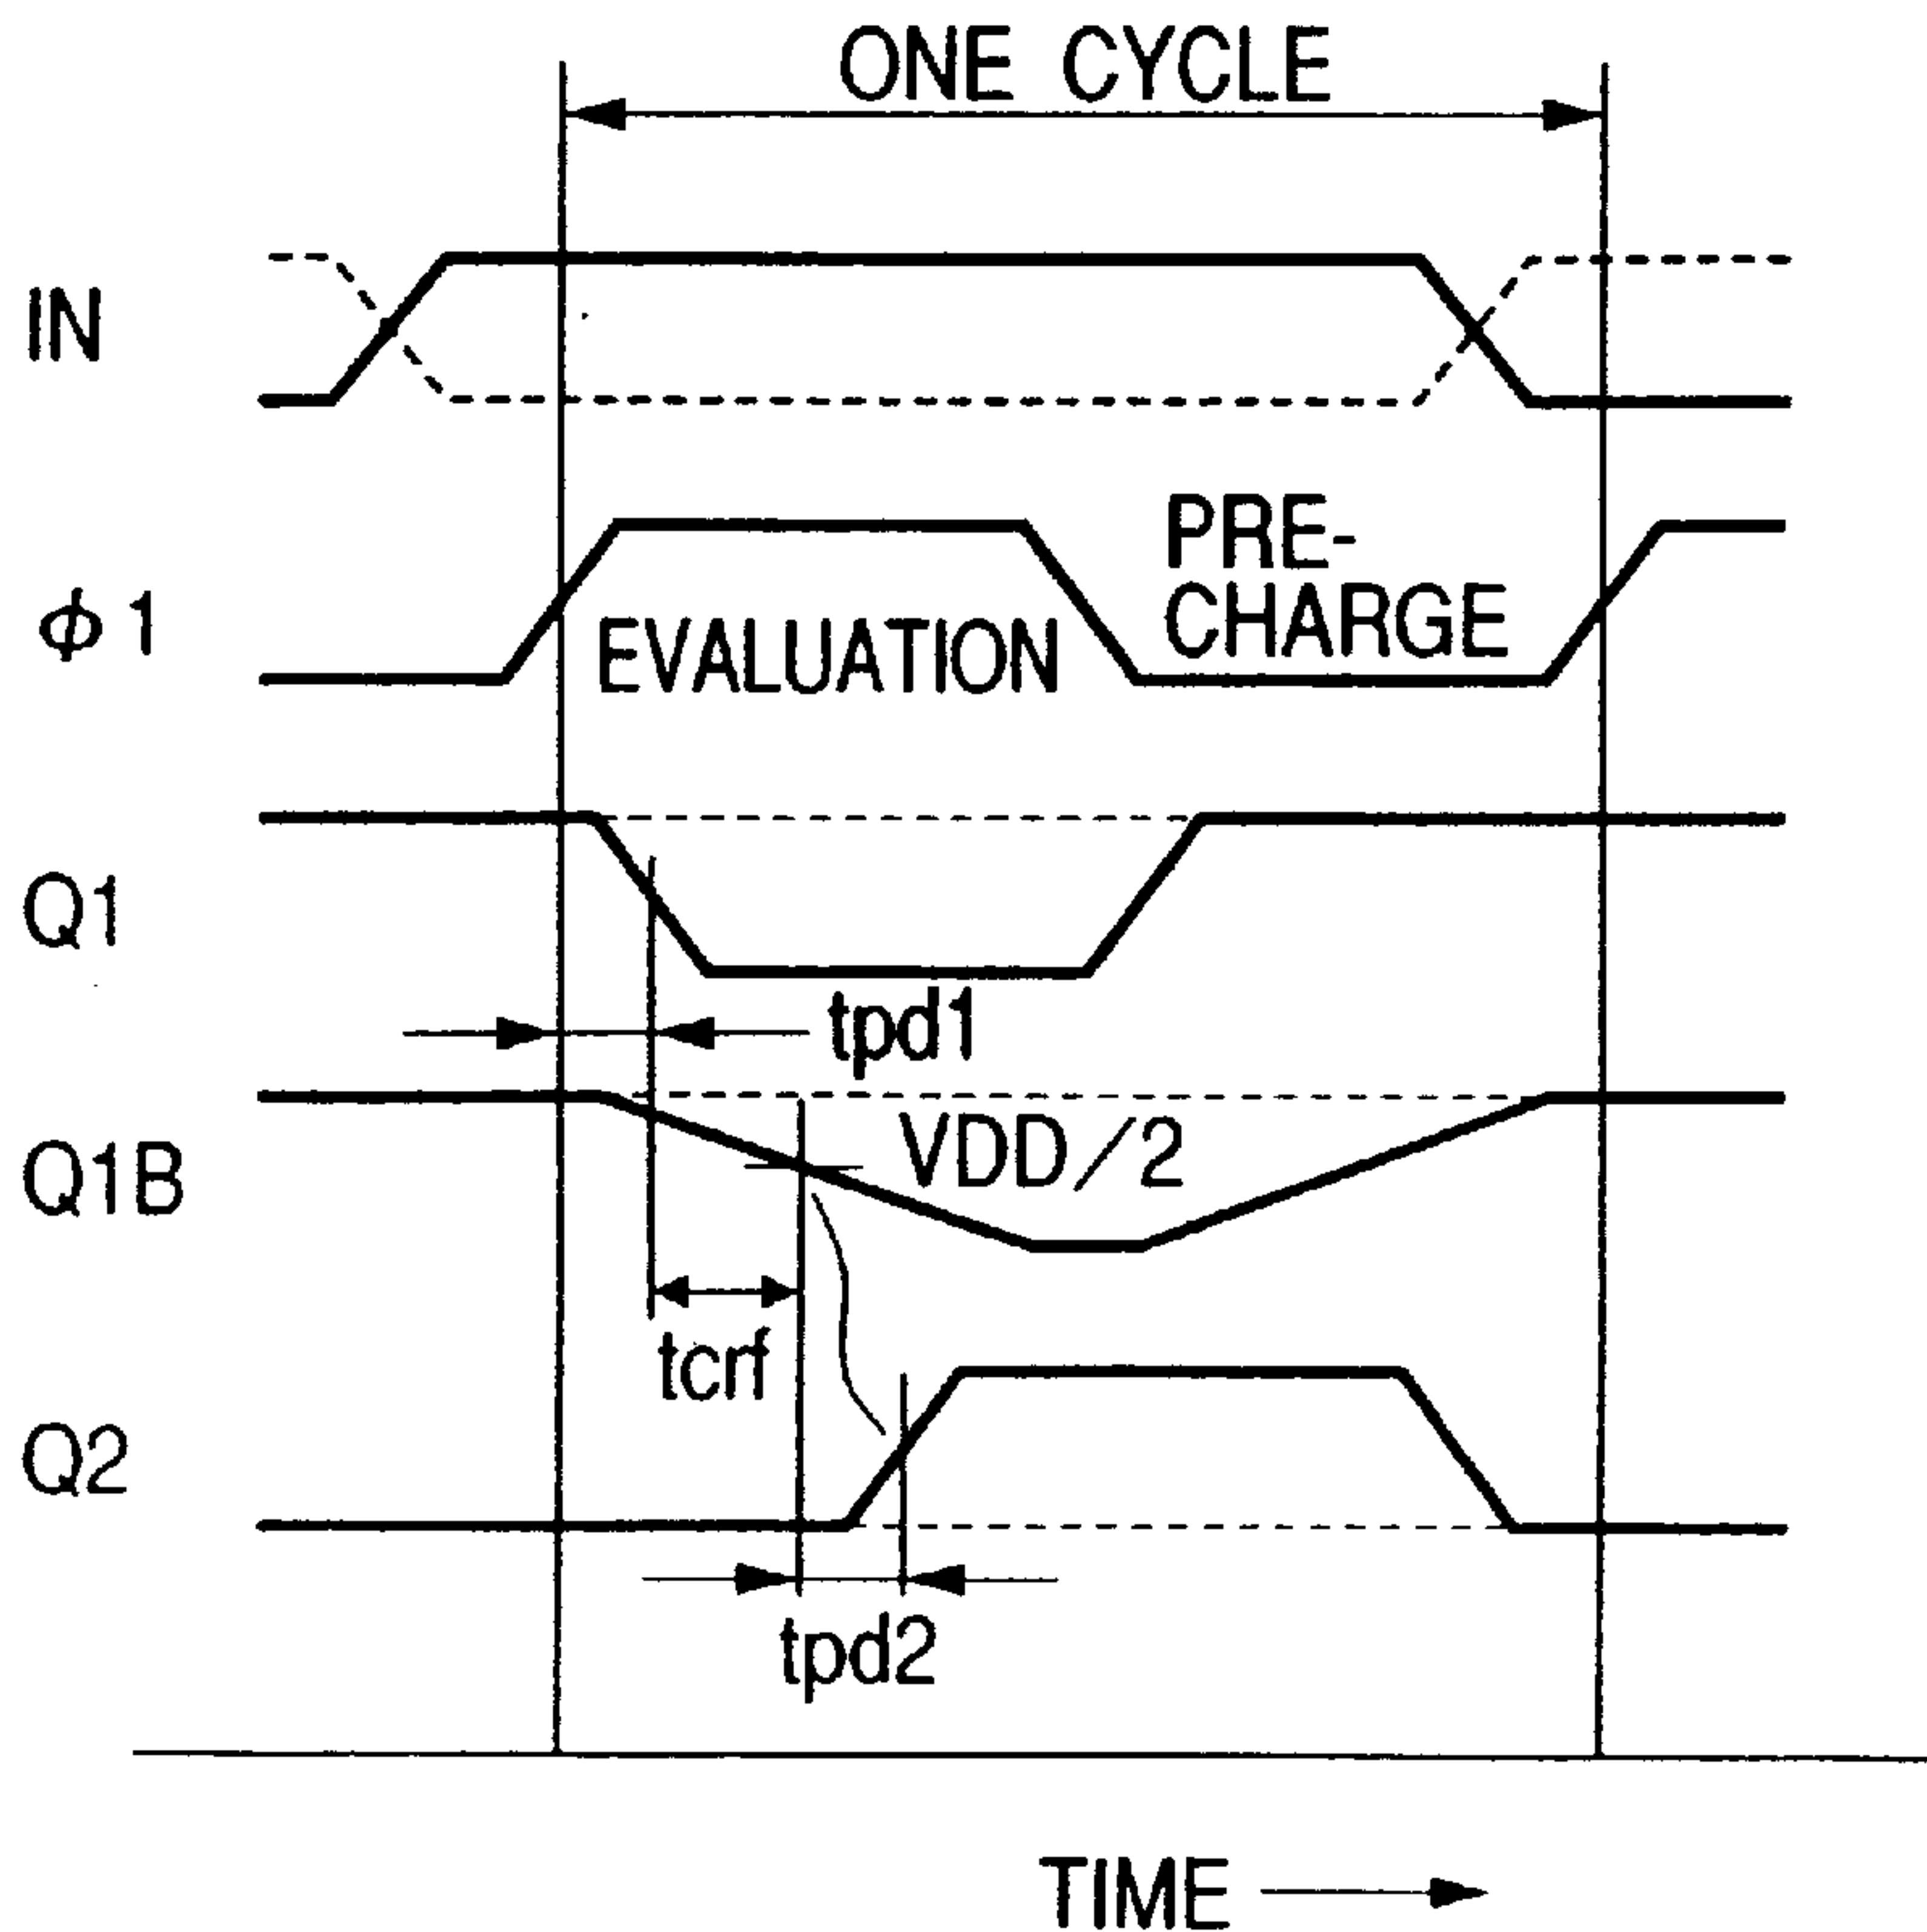 ONE CYCLE
IN
PRE-
CHARGE
ϕ1
EVALUATION
Q1
tpd1
VDD/2
Q1B
tcrf
Q2
tpd2
TIME